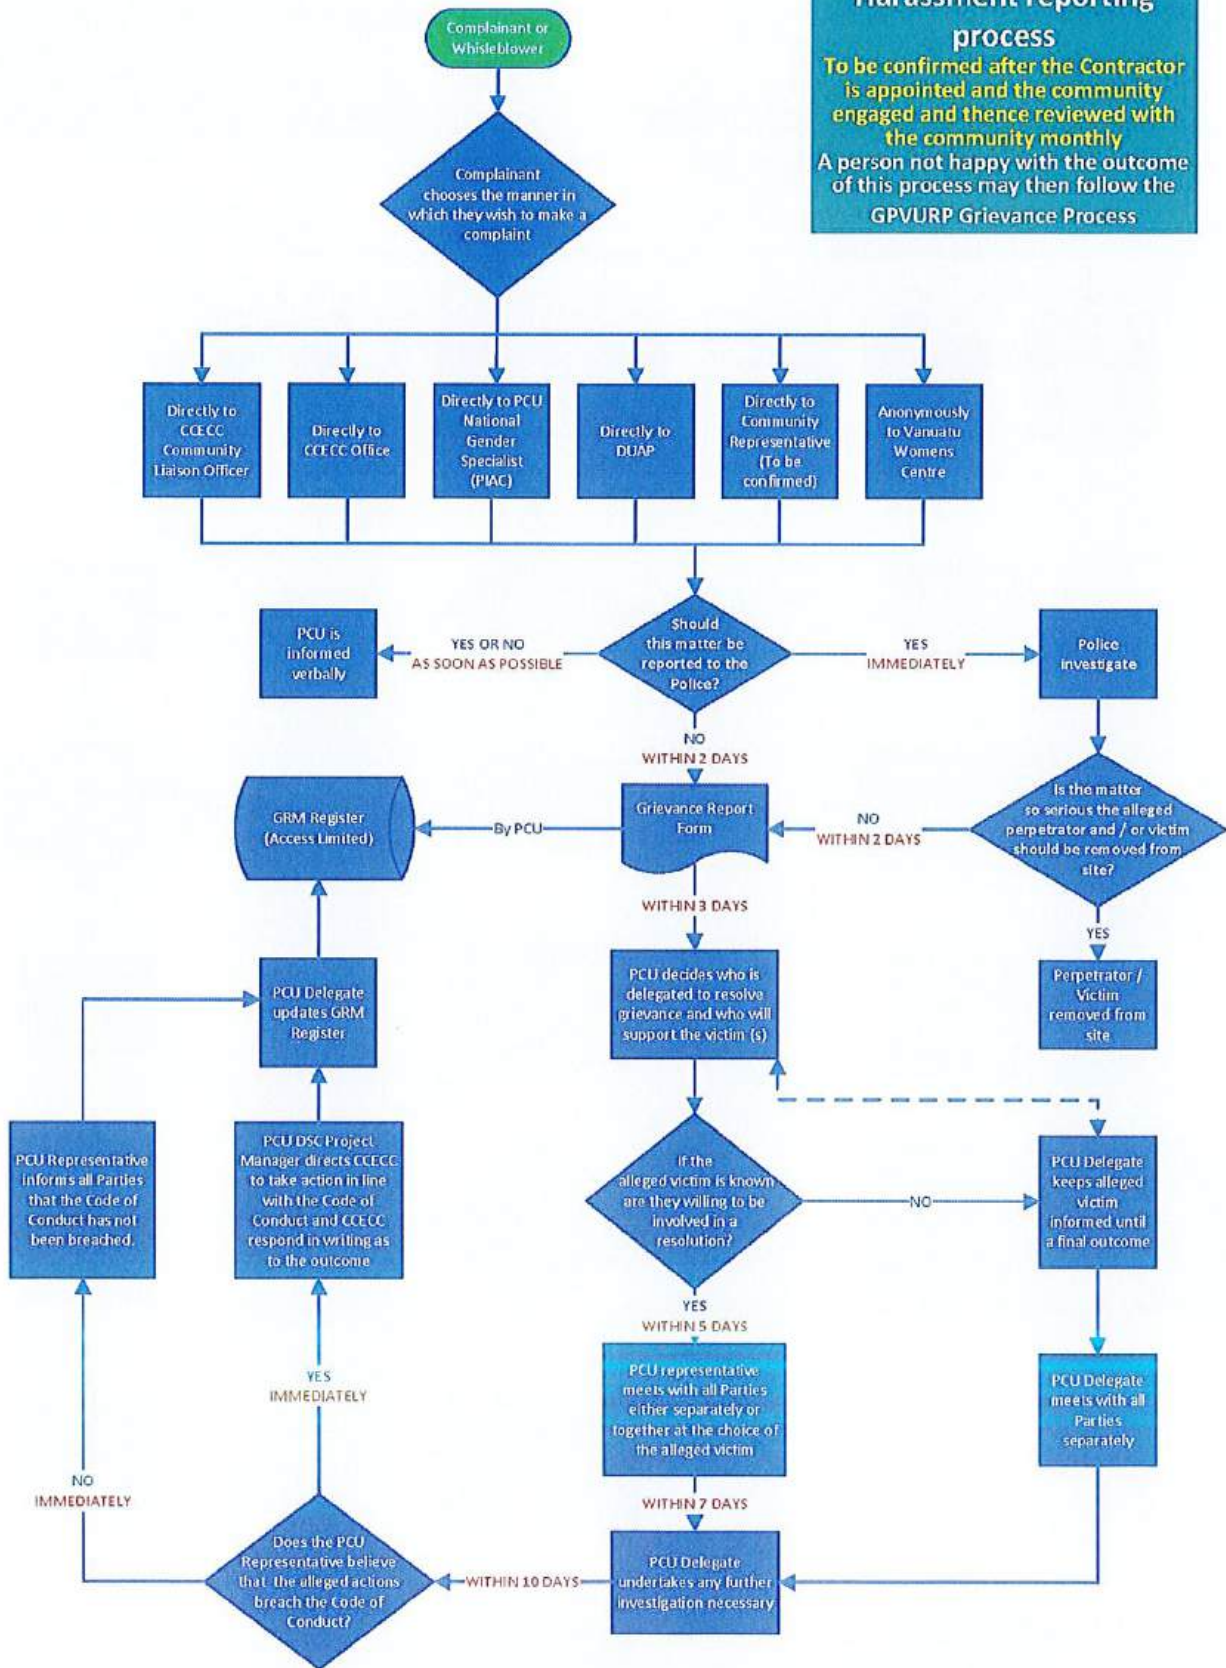 Harassment reporting
process
To be confirmed after the Contractor
is appointed and the community
engaged and thence reviewed with
the community monthly
A person not happy with the outcome
of this process may then follow the
GPVURP Grievance Process
Complainant or
Whisleblower
Complainant
chooses the manner in
which they wish to make a
complaint
Directly to
CCECC
Community
Liaison Officer
Directly to
CCECC Office
Directly to PCU
National
Gender
Specialist
(PIAC)
Directly to
DUAP
Directly to
Community
Representative
(To be
confirmed)
Anonymously
to Vanuatu
Womens
Centre
PCU is
informed
verbally
YES OR NO
AS SOON AS POSSIBLE
Should
this matter be
reported to the
Police?
YES
IMMEDIATELY
Police
investigate
NO
WITHIN 2 DAYS
GRM Register
(Access Limited)
By PCU
Grievance Report
Form
NO
WITHIN 2 DAYS
Is the matter
so serious the alleged
perpetrator and / or victim
should be removed from
site?
WITHIN 3 DAYS
YES
PCU Delegate
updates GRM
Register
PCU decides who is
delegated to resolve
grievance and who will
support the victim (s)
Perpetrator /
Victim
removed from
site
PCU Representative
informs all Parties
that the Code of
Conduct has not
been breached.
PCU DSC Project
Manager directs CCECC
to take action in line
with the Code of
Conduct and CCECC
respond in writing as
to the outcome
If the
alleged victim is known
are they willing to be
involved in a
resolution?
NO
PCU Delegate
keeps alleged
victim
informed until
a final outcome
YES
WITHIN 5 DAYS
YES
IMMEDIATELY
PCU representative
meets with all Parties
either separately or
together at the choice of
the alleged victim
PCU Delegate
meets with all
Parties
separately
NO
IMMEDIATELY
WITHIN 7 DAYS
Does the PCU
Representative believe
that the alleged actions
breach the Code of
Conduct?
WITHIN 10 DAYS
PCU Delegate
undertakes any further
investigation necessary